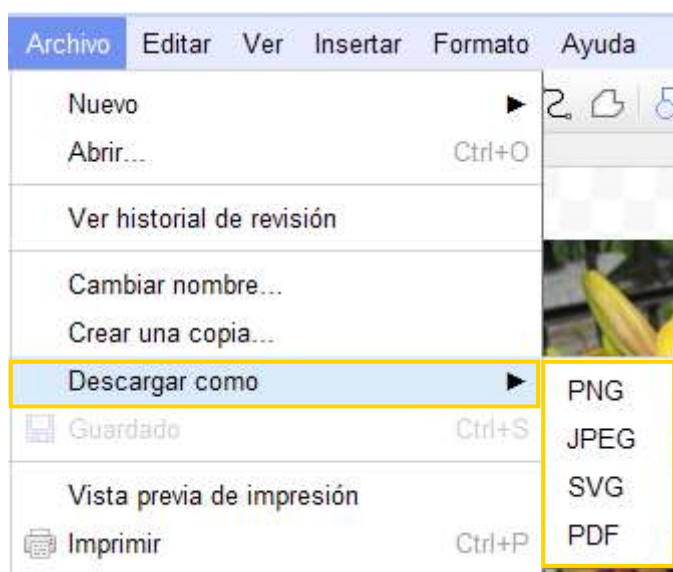 Archivo Editar Ver Insertar Formato Ayuda
Nuevo
Abrir... Ctrl+O
Ver historial de revisión
Cambiar nombre...
Crear una copia...
Descargar como
PNG
Guardado Ctrl+S
JPEG
Vista previa de impresión
SVG
Imprimir Ctrl+P
PDF